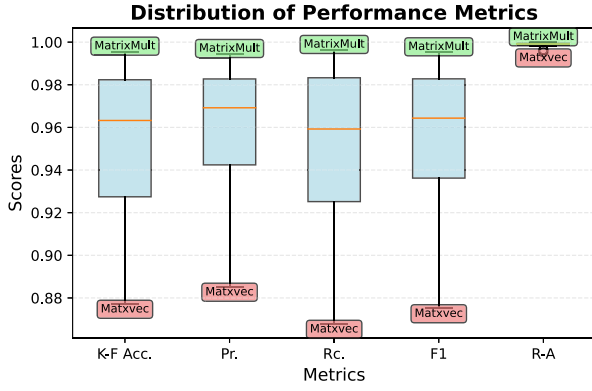 Distribution of Performance Metrics
Scores
1.00
0.98
0.96
0.94
0.92
0.90
0.88
MatrixMult
MatrixMult
MatrixMult
MatrixMult
MatrixMult
Matxvec
Matxvec
Matxvec
Matxvec
Matxvec
K-F Acc.
Pr.
Rc.
F1
R-A
Metrics